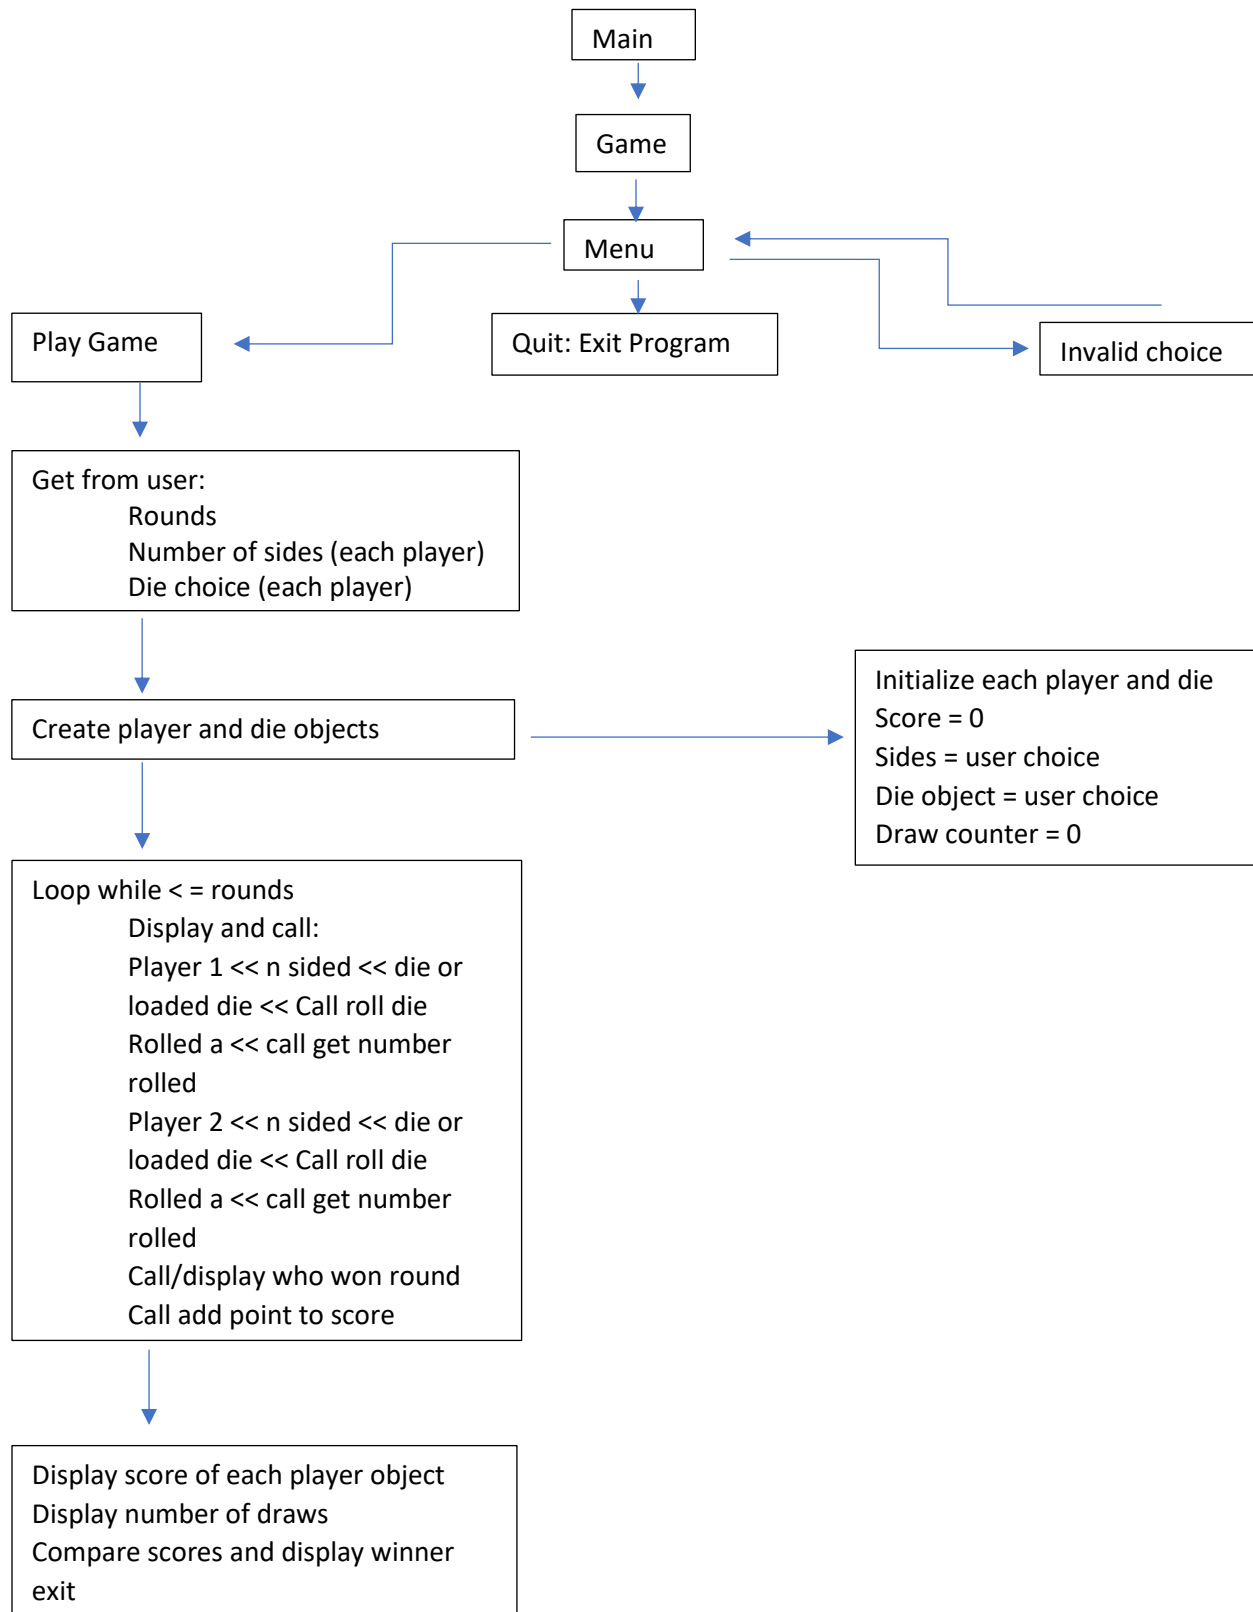 Main
Game
Menu
Play Game
Quit: Exit Program
Invalid choice
Get from user:
Rounds
Number of sides (each player)
Die choice (each player)
Create player and die objects
Initialize each player and die
Score = 0
Sides = user choice
Die object = user choice
Draw counter = 0
Loop while < = rounds
Display and call:
Player 1 << n sided << die or
loaded die << Call roll die
Rolled a << call get number
rolled
Player 2 << n sided << die or
loaded die << Call roll die
Rolled a << call get number
rolled
Call/display who won round
Call add point to score
Display score of each player object
Display number of draws
Compare scores and display winner
exit